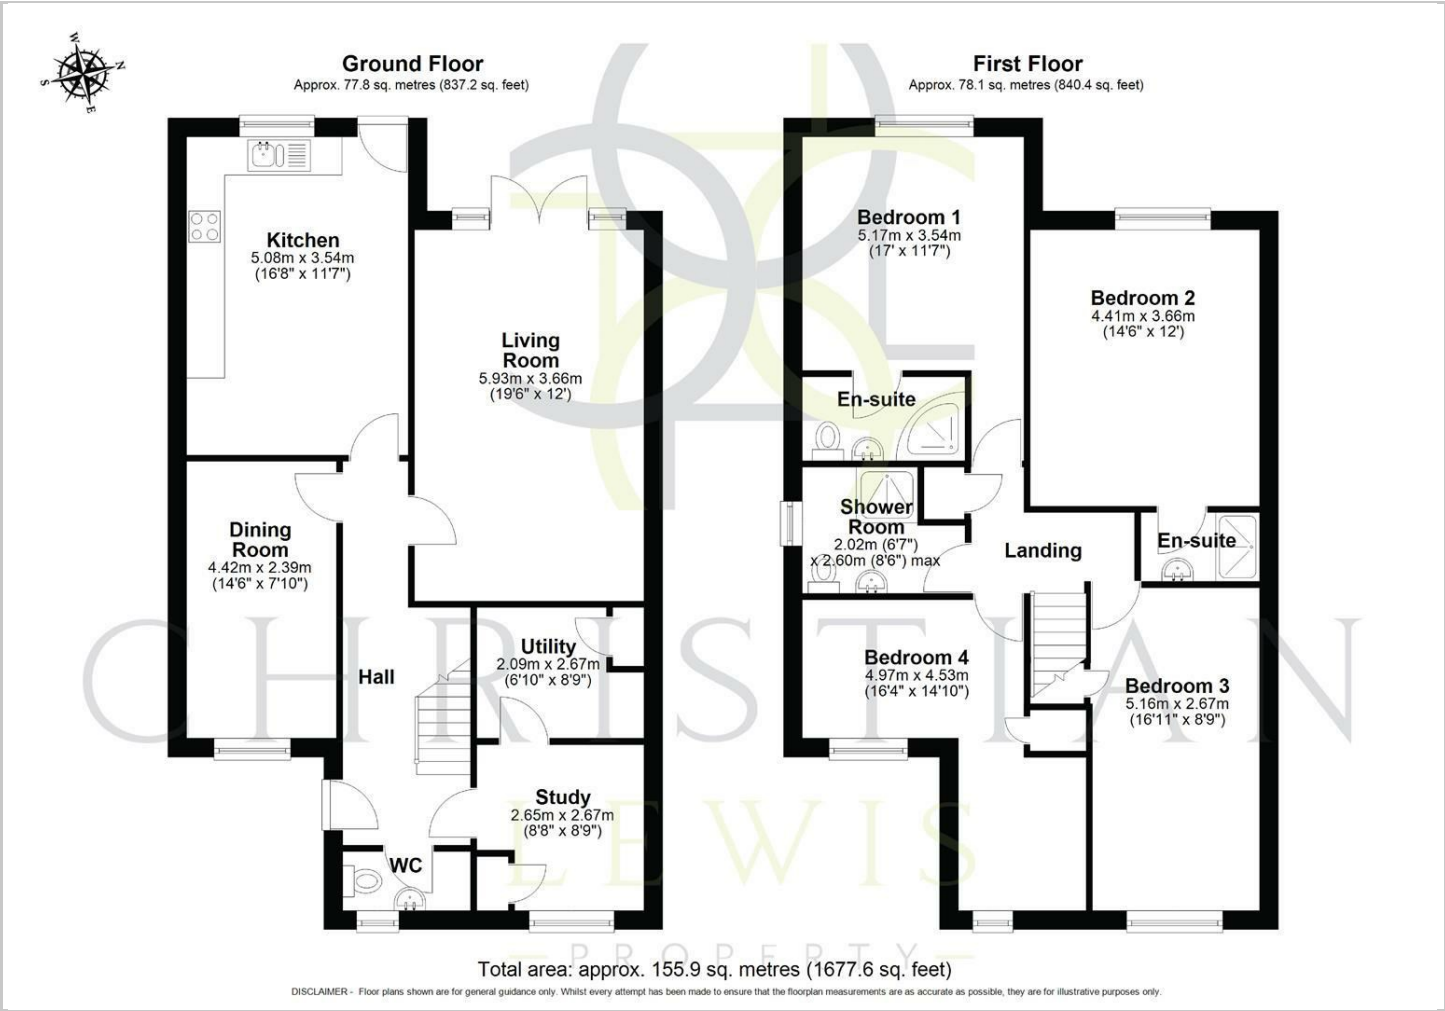 W
N
S
E
Ground Floor
Approx. 77.8 sq. metres (837.2 sq. feet)
First Floor
Approx. 78.1 sq. metres (840.4 sq. feet)
Kitchen
5.08m x 3.54m
(16'8" x 11'7")
Living
Room
5.93m x 3.66m
(19'6" x 12')
Dining
Room
4.42m x 2.39m
(14'6" x 7'10")
Hall
Utility
2.09m x 2.67m
(6'10" x 8'9")
Study
2.65m x 2.67m
(8'8" x 8'9")
WC
Bedroom 1
5.17m x 3.54m
(17' x 11'7")
Bedroom 2
4.41m x 3.66m
(14'6" x 12')
En-suite
Shower
Room
2.02m (6'7")
x 2.60m (8'6") max
Landing
En-suite
Bedroom 4
4.97m x 4.53m
(16'4" x 14'10")
Bedroom 3
5.16m x 2.67m
(16'11" x 8'9")
CHRISTIAN
LEWIS
PROPERTY
Total area: approx. 155.9 sq. metres (1677.6 sq. feet)
DISCLAIMER - Floor plans shown are for general guidance only. Whilst every attempt has been made to ensure that the floorplan measurements are as accurate as possible, they are for illustrative purposes only.